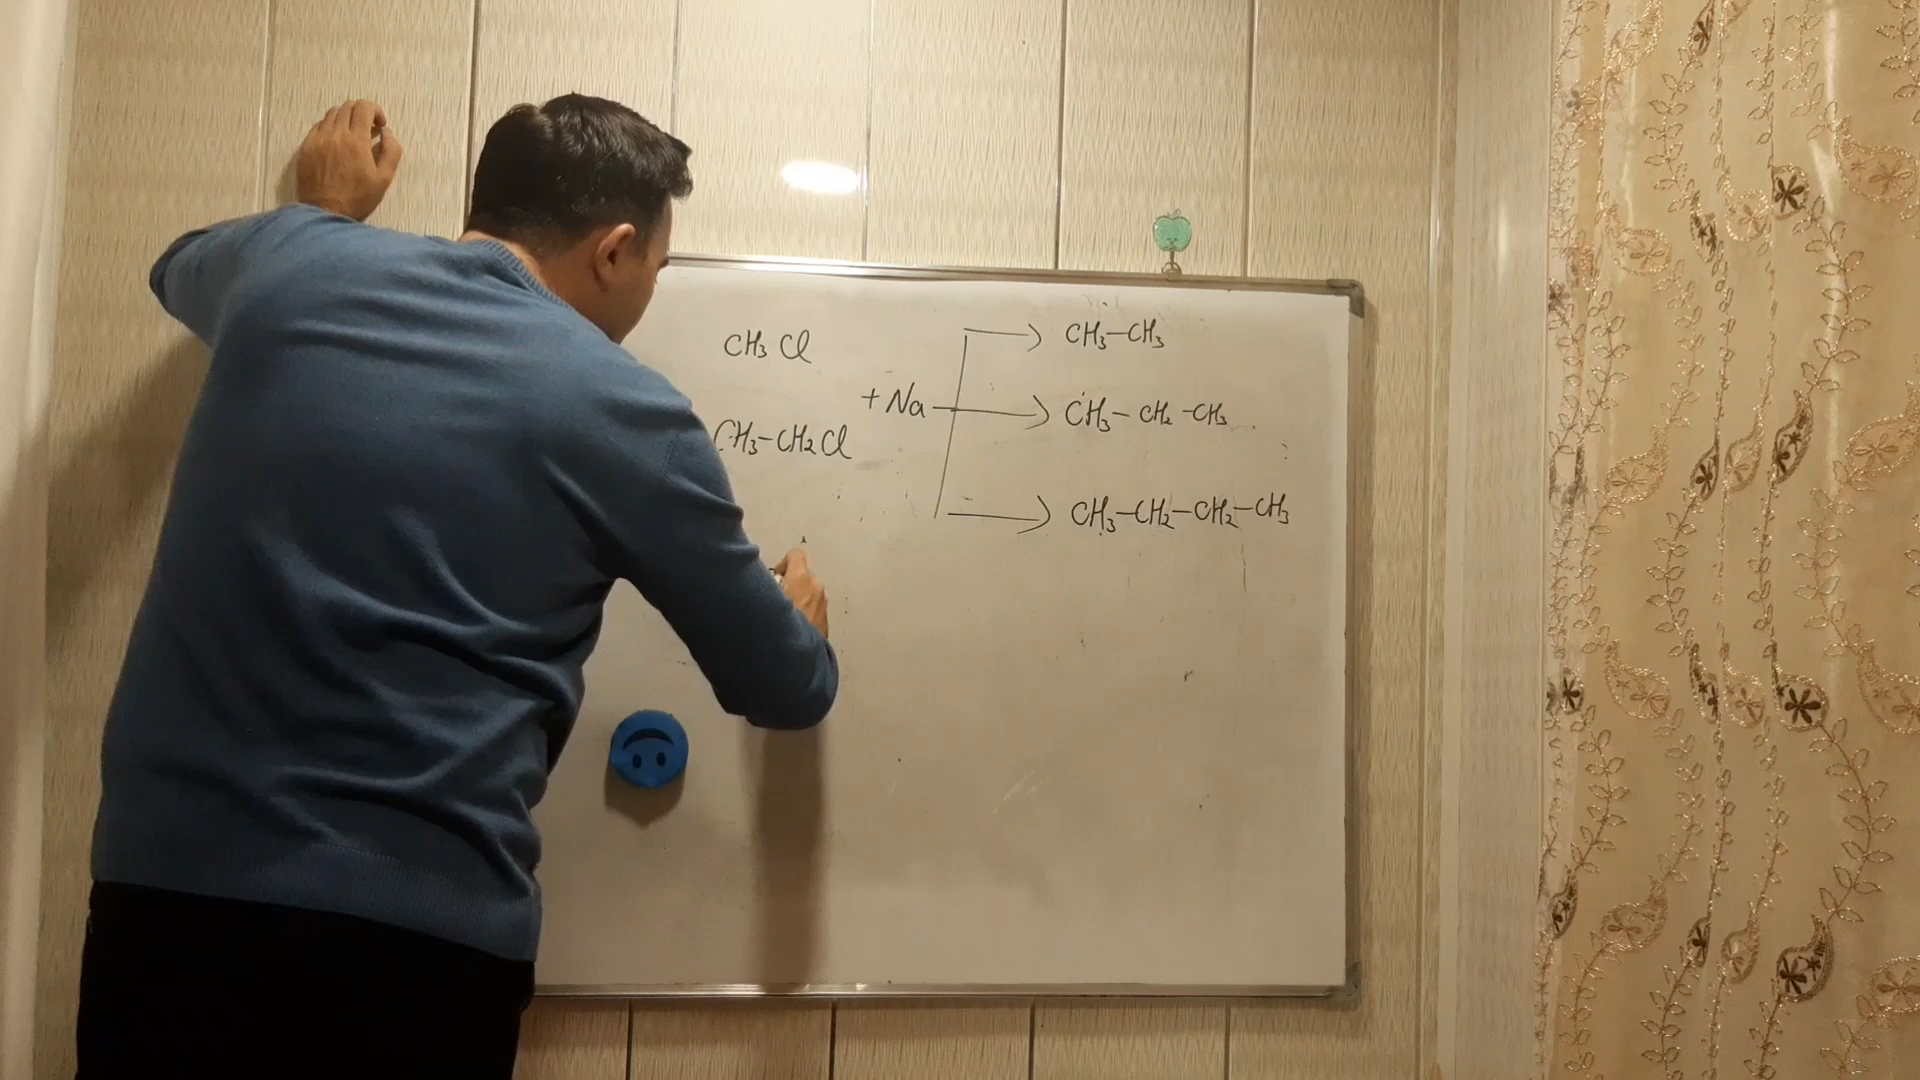 CH₃ Cl
CH₃-CH₂Cl
+ Na
CH₃-CH₃
CH₃-CH₂-CH₃
CH₃-CH₂-CH₂-CH₃